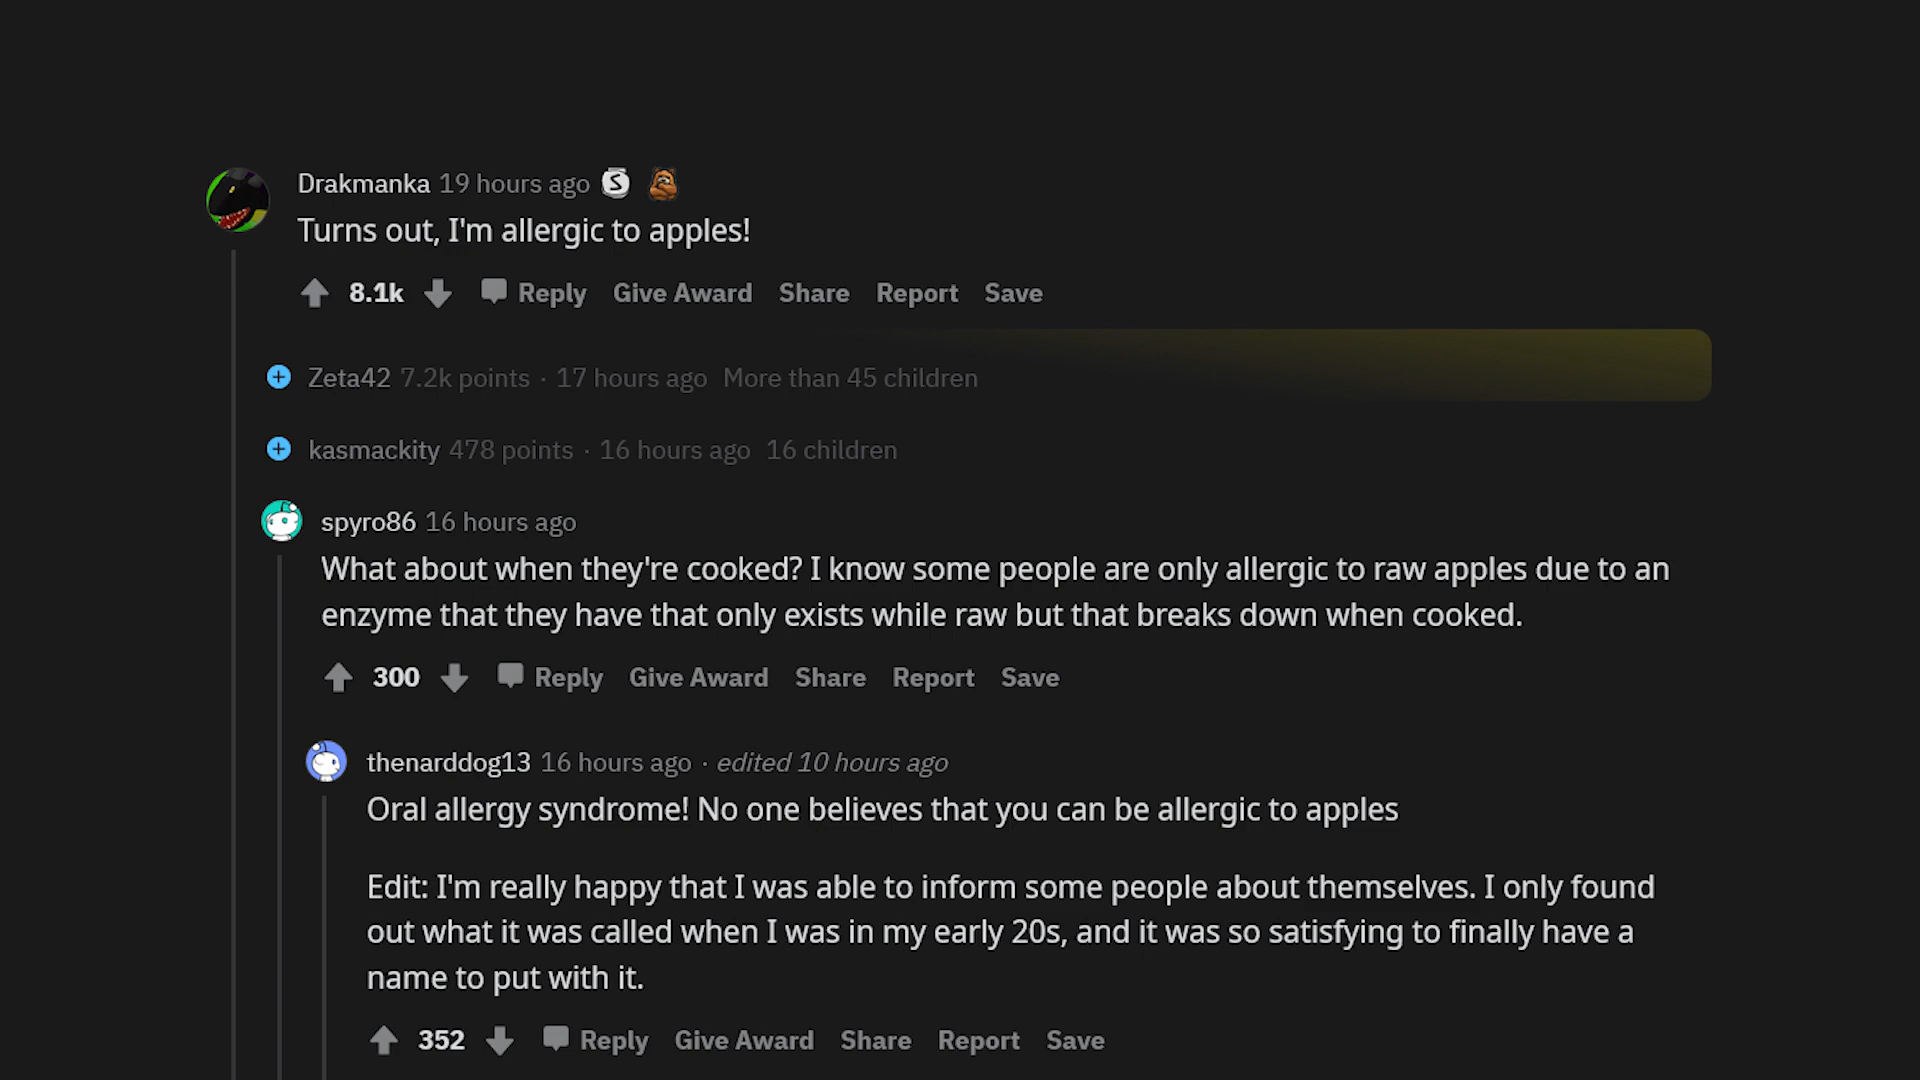 Drakmanka 19 hours ago
Turns out, I'm allergic to apples!
8.1k Reply Give Award Share Report Save
Zeta42 7.2k points · 17 hours ago More than 45 children
kasmackity 478 points · 16 hours ago 16 children
spyro86 16 hours ago
What about when they're cooked? I know some people are only allergic to raw apples due to an
enzyme that they have that only exists while raw but that breaks down when cooked.
300 Reply Give Award Share Report Save
thenarddog13 16 hours ago · edited 10 hours ago
Oral allergy syndrome! No one believes that you can be allergic to apples
Edit: I'm really happy that I was able to inform some people about themselves. I only found
out what it was called when I was in my early 20s, and it was so satisfying to finally have a
name to put with it.
352 Reply Give Award Share Report Save